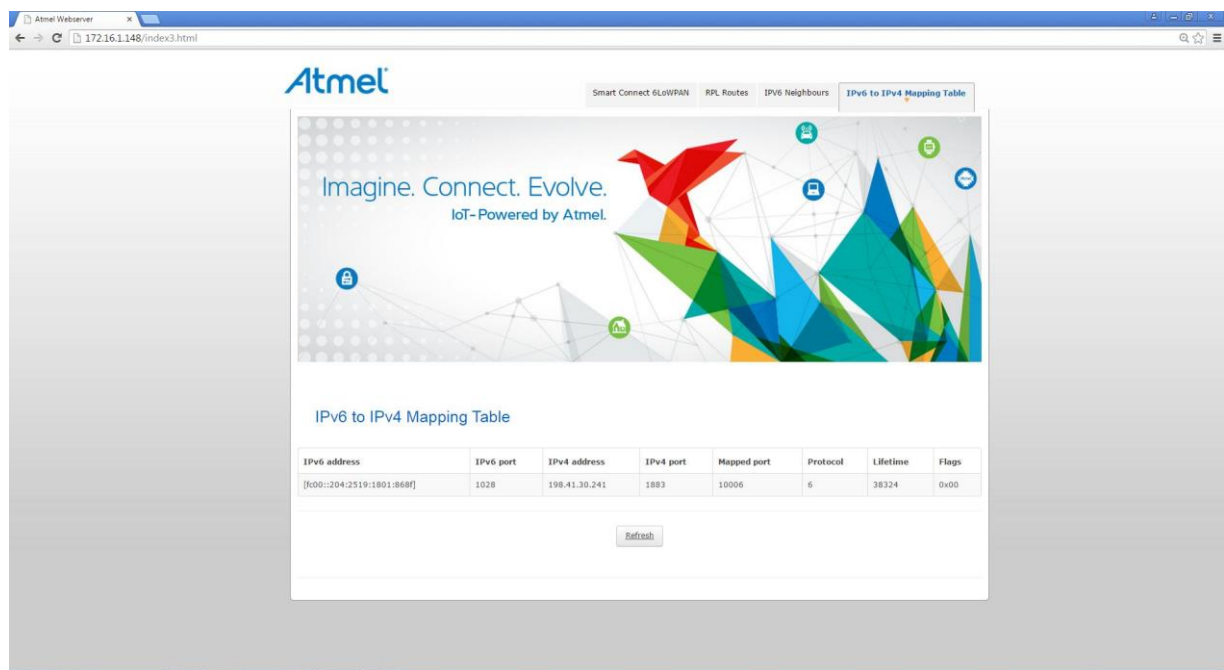 Atmel Webserver
172.16.1.148/index3.html
Atmel
Smart Connect 6LoWPAN RPL Routes IPV6 Neighbours IPv6 to IPv4 Mapping Table
Imagine. Connect. Evolve.
IoT-Powered by Atmel.
IPv6 to IPv4 Mapping Table
IPv6 address IPv6 port IPv4 address IPv4 port Mapped port Protocol Lifetime Flags
[fc00::204:2519:1801:868f] 1028 198.41.30.241 1883 10006 6 38324 0x00
Refresh